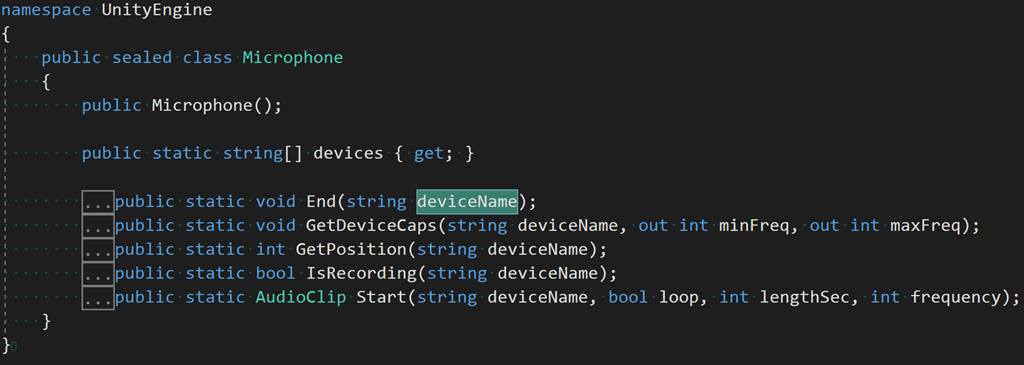 namespace UnityEngine
{
public sealed class Microphone
{
public Microphone();
public static string[] devices { get; }
...public static void End(string deviceName);
...public static void GetDeviceCaps(string deviceName, out int minFreq, out int maxFreq);
...public static int GetPosition(string deviceName);
...public static bool IsRecording(string deviceName);
...public static AudioClip Start(string deviceName, bool loop, int lengthSec, int frequency);
}
}